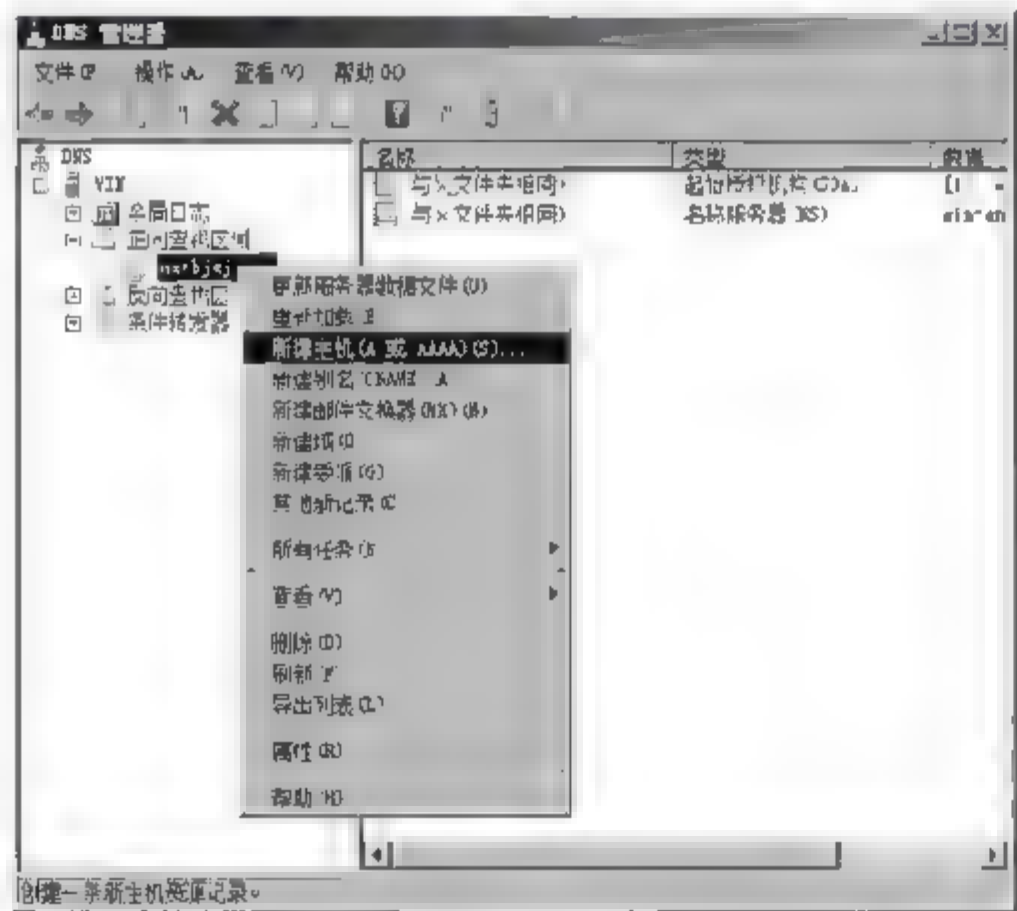 DNS 管理器
文件(F) 操作(A) 查看(V) 帮助(H)
DNS
名称 类型 数据
与父文件夹相同) 起始授权机构(SOA)
全局日志
与父文件夹相同) 名称服务器(NS)
正向查找区域
反向查找区
条件转发器
更新服务器数据文件(U)
重新加载(E)
新建主机(A 或 AAAA)(S)...
新建别名(CNAME)(A)
新建邮件交换器(MX)(M)
新建域(O)
新建委派(G)
其他新记录(C)
所有任务(K)
查看(V)
删除(D)
刷新(F)
导出列表(L)
属性(R)
帮助(H)
创建一条新主机资源记录。